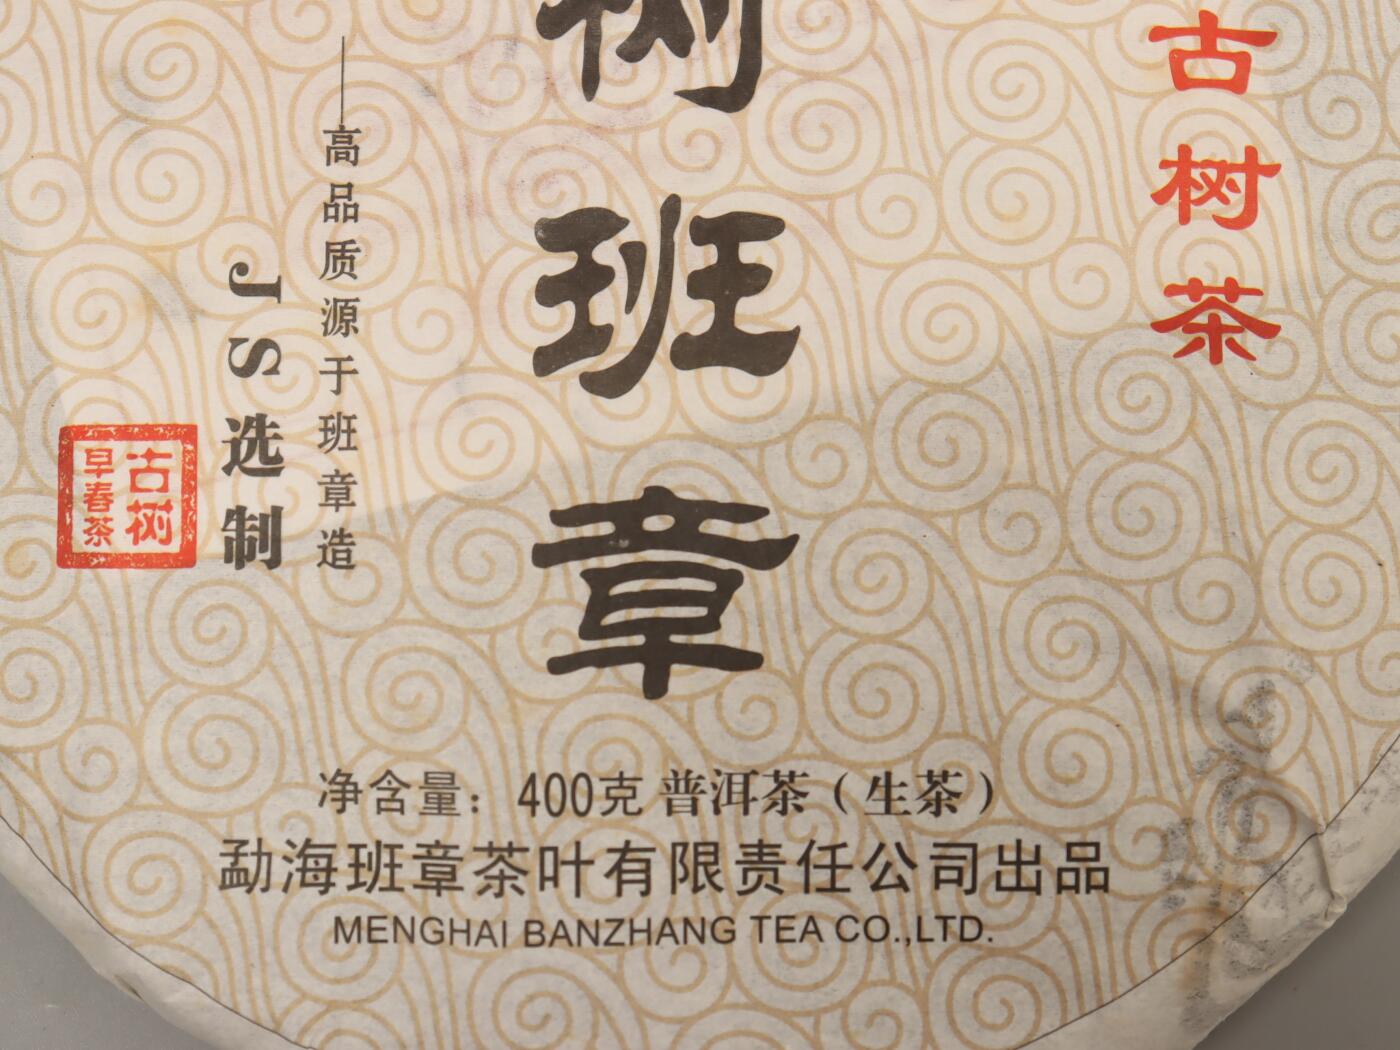 古树茶
树班章
——高品质源于班章造
JS选制
古树
早春茶
净含量：400克 普洱茶（生茶）
勐海班章茶叶有限责任公司出品
MENGHAI BANZHANG TEA CO.,LTD.